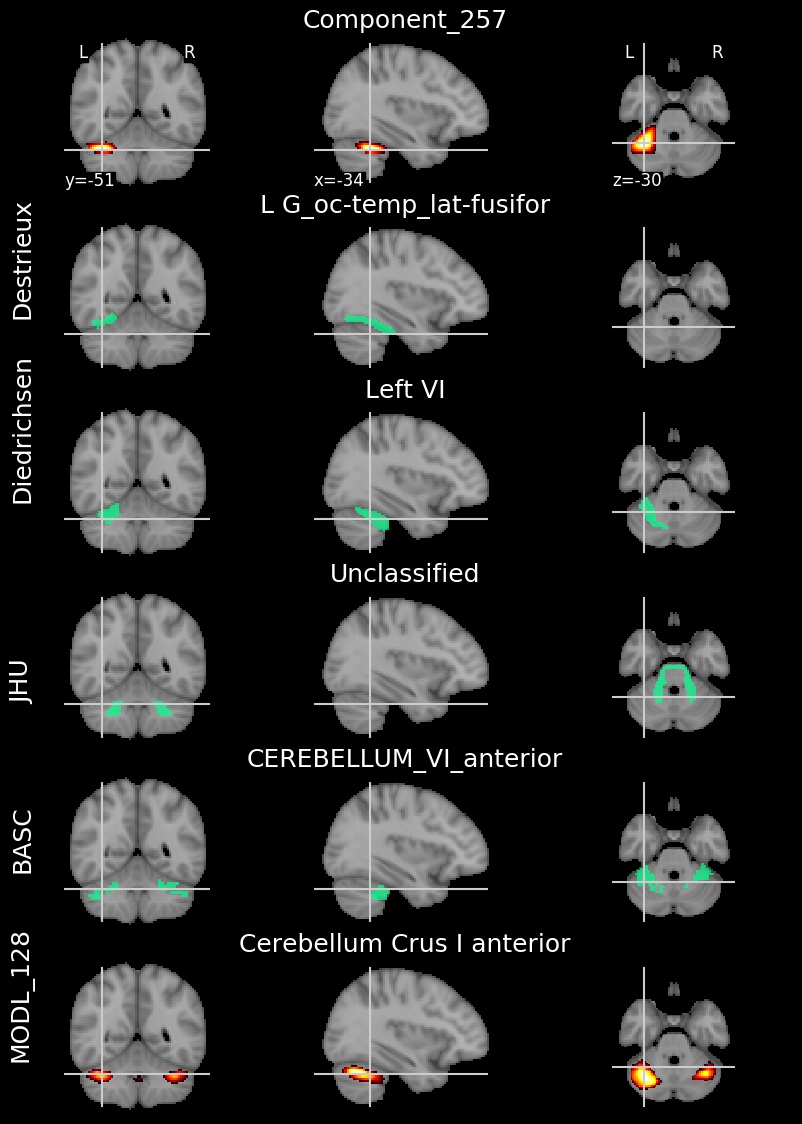 Component_257
L R L R
y=-51 x=-34 z=-30
L G_oc-temp_lat-fusifor
Destrieux
Left VI
Diedrichsen
Unclassified
JHU
CEREBELLUM_VI_anterior
BASC
Cerebellum Crus I anterior
MODL_128